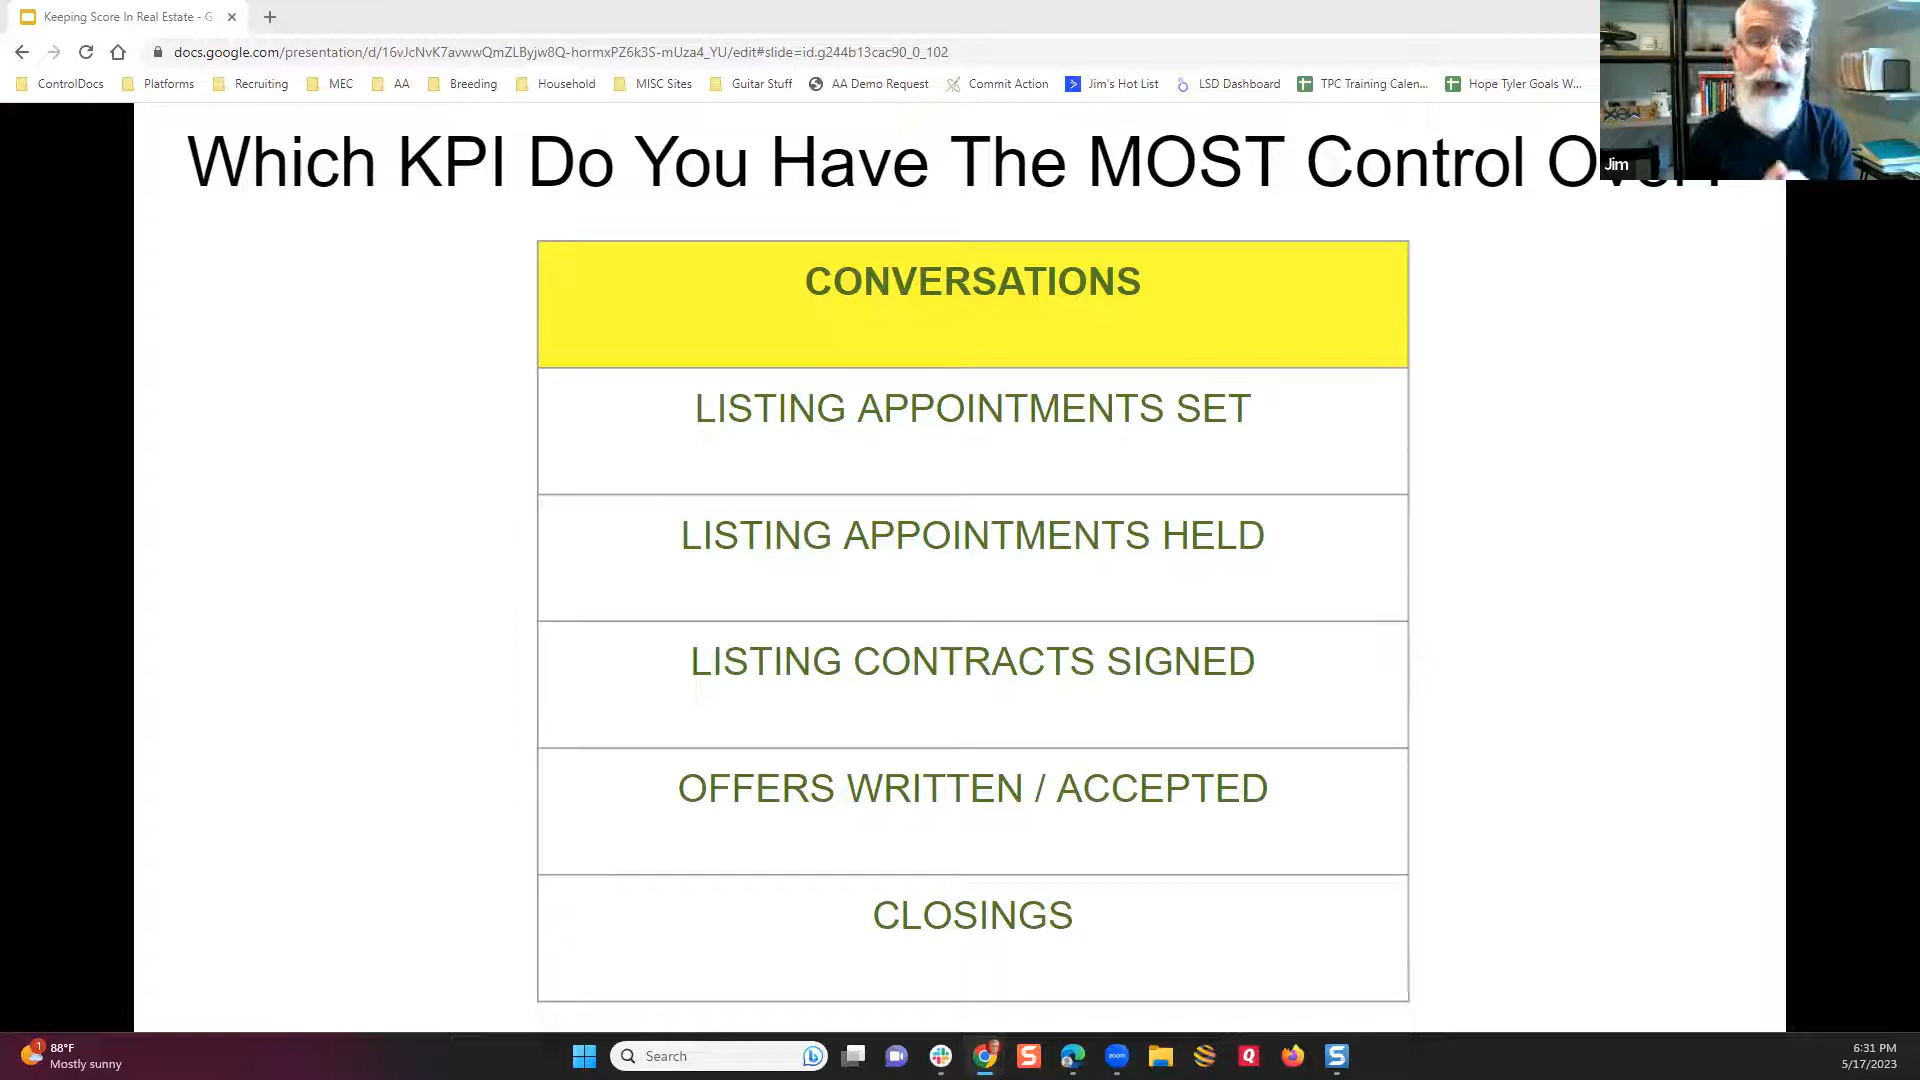 Keeping Score In Real Estate - G
docs.google.com/presentation/d/16vJcNvK7avwwQmZLByjw8Q-hormxPZ6k3S-mUza4_YU/edit#slide=id.g244b13cac90_0_102
ControlDocs Platforms Recruiting MEC AA Breeding Household MISC Sites Guitar Stuff AA Demo Request Commit Action Jim's Hot List LSD Dashboard TPC Training Calen... Hope Tyler Goals W...
Which KPI Do You Have The MOST Control Over?
Jim
CONVERSATIONS
LISTING APPOINTMENTS SET
LISTING APPOINTMENTS HELD
LISTING CONTRACTS SIGNED
OFFERS WRITTEN / ACCEPTED
CLOSINGS
1
88°F
Mostly sunny
Search
zoom
6:31 PM
5/17/2023